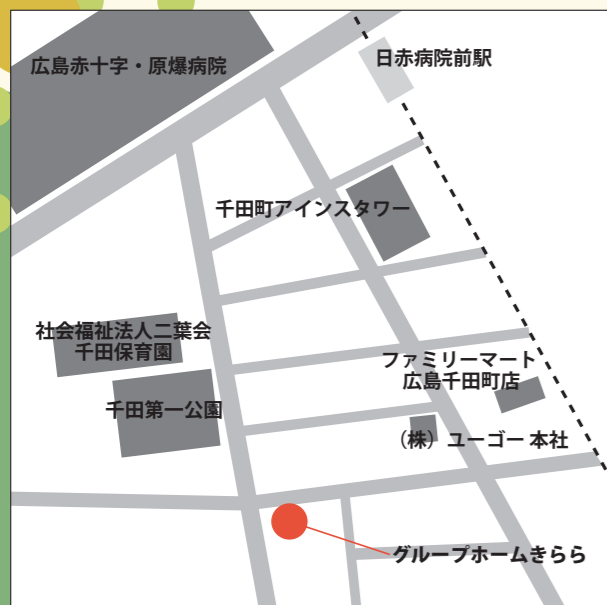 広島赤十字・原爆病院
日赤病院前駅
千田町アインスタワー
社会福祉法人二葉会
千田保育園
ファミリーマート
広島千田町店
千田第一公園
（株）ユーゴー 本社
グループホームきらら